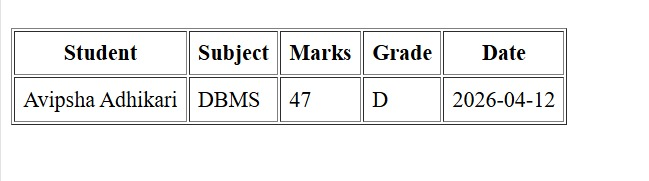 Student Subject Marks Grade Date
Avipsha Adhikari DBMS 47 D 2026-04-12